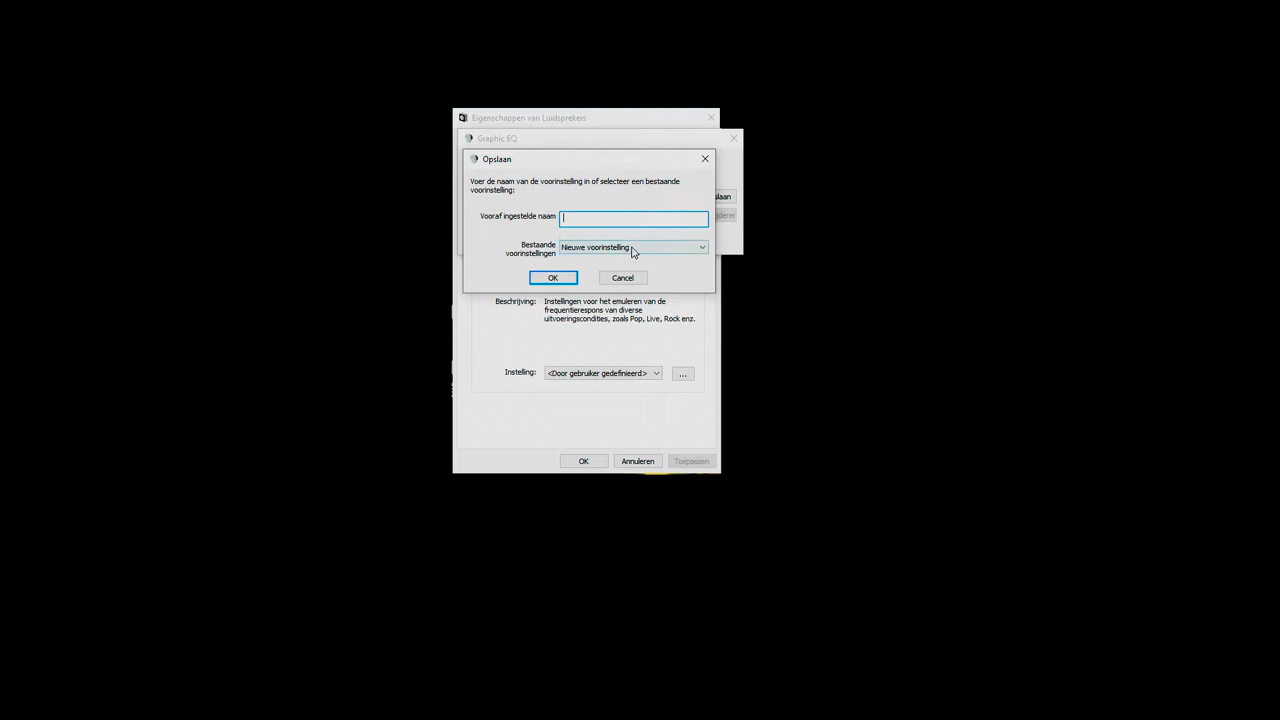 Eigenschappen van Luidsprekers
Graphic EQ
Opslaan
Voer de naam van de voorinstelling in of selecteer een bestaande
voorinstelling:
Vooraf ingestelde naam
Bestaande
voorinstellingen
Nieuwe voorinstelling
OK
Cancel
Beschrijving:
Instellingen voor het emuleren van de
frequentierespons van diverse
uitvoeringscondities, zoals Pop, Live, Rock enz.
Instelling:
<Door gebruiker gedefinieerd>
...
OK
Annuleren
Toepassen